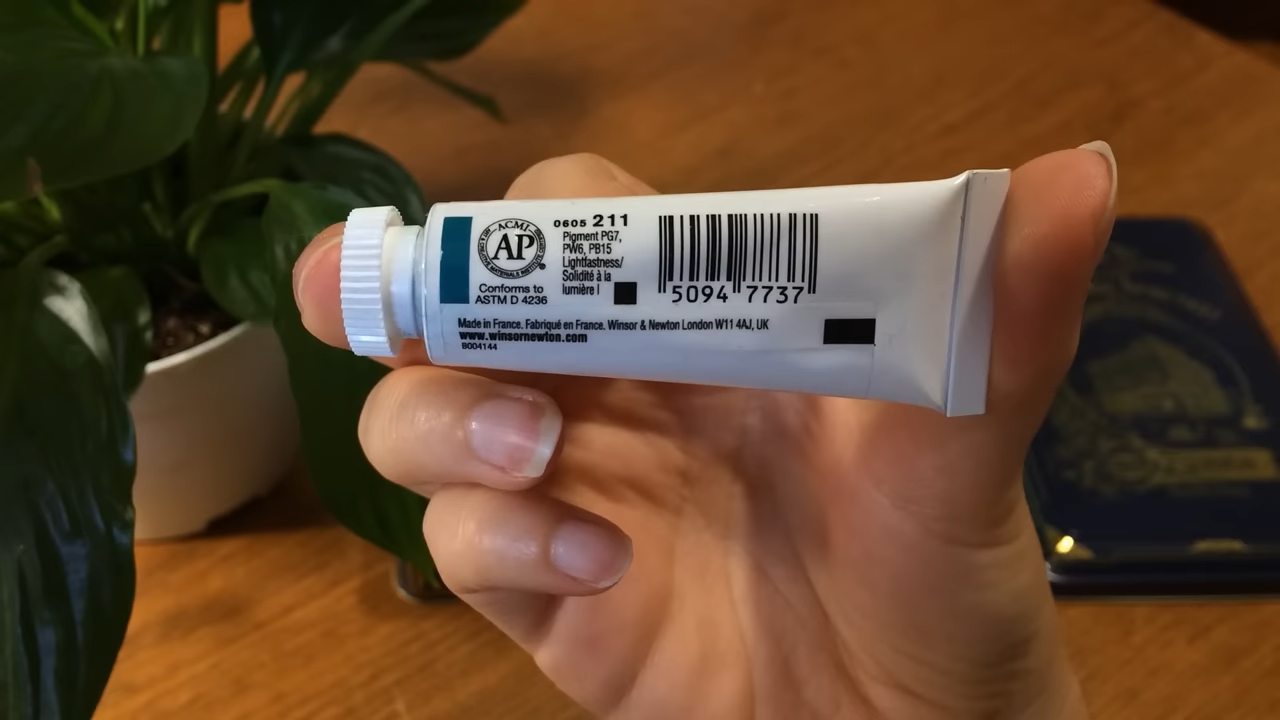 ACMI
AP
Conforms to
ASTM D 4236
0605 211
Pigment PG7,
PW6, PB15
Lightfastness/
Solidité à la
lumière I
5094 7737
Made in France. Fabriqué en France. Winsor & Newton London W11 4AJ, UK
www.winsornewton.com
8004144